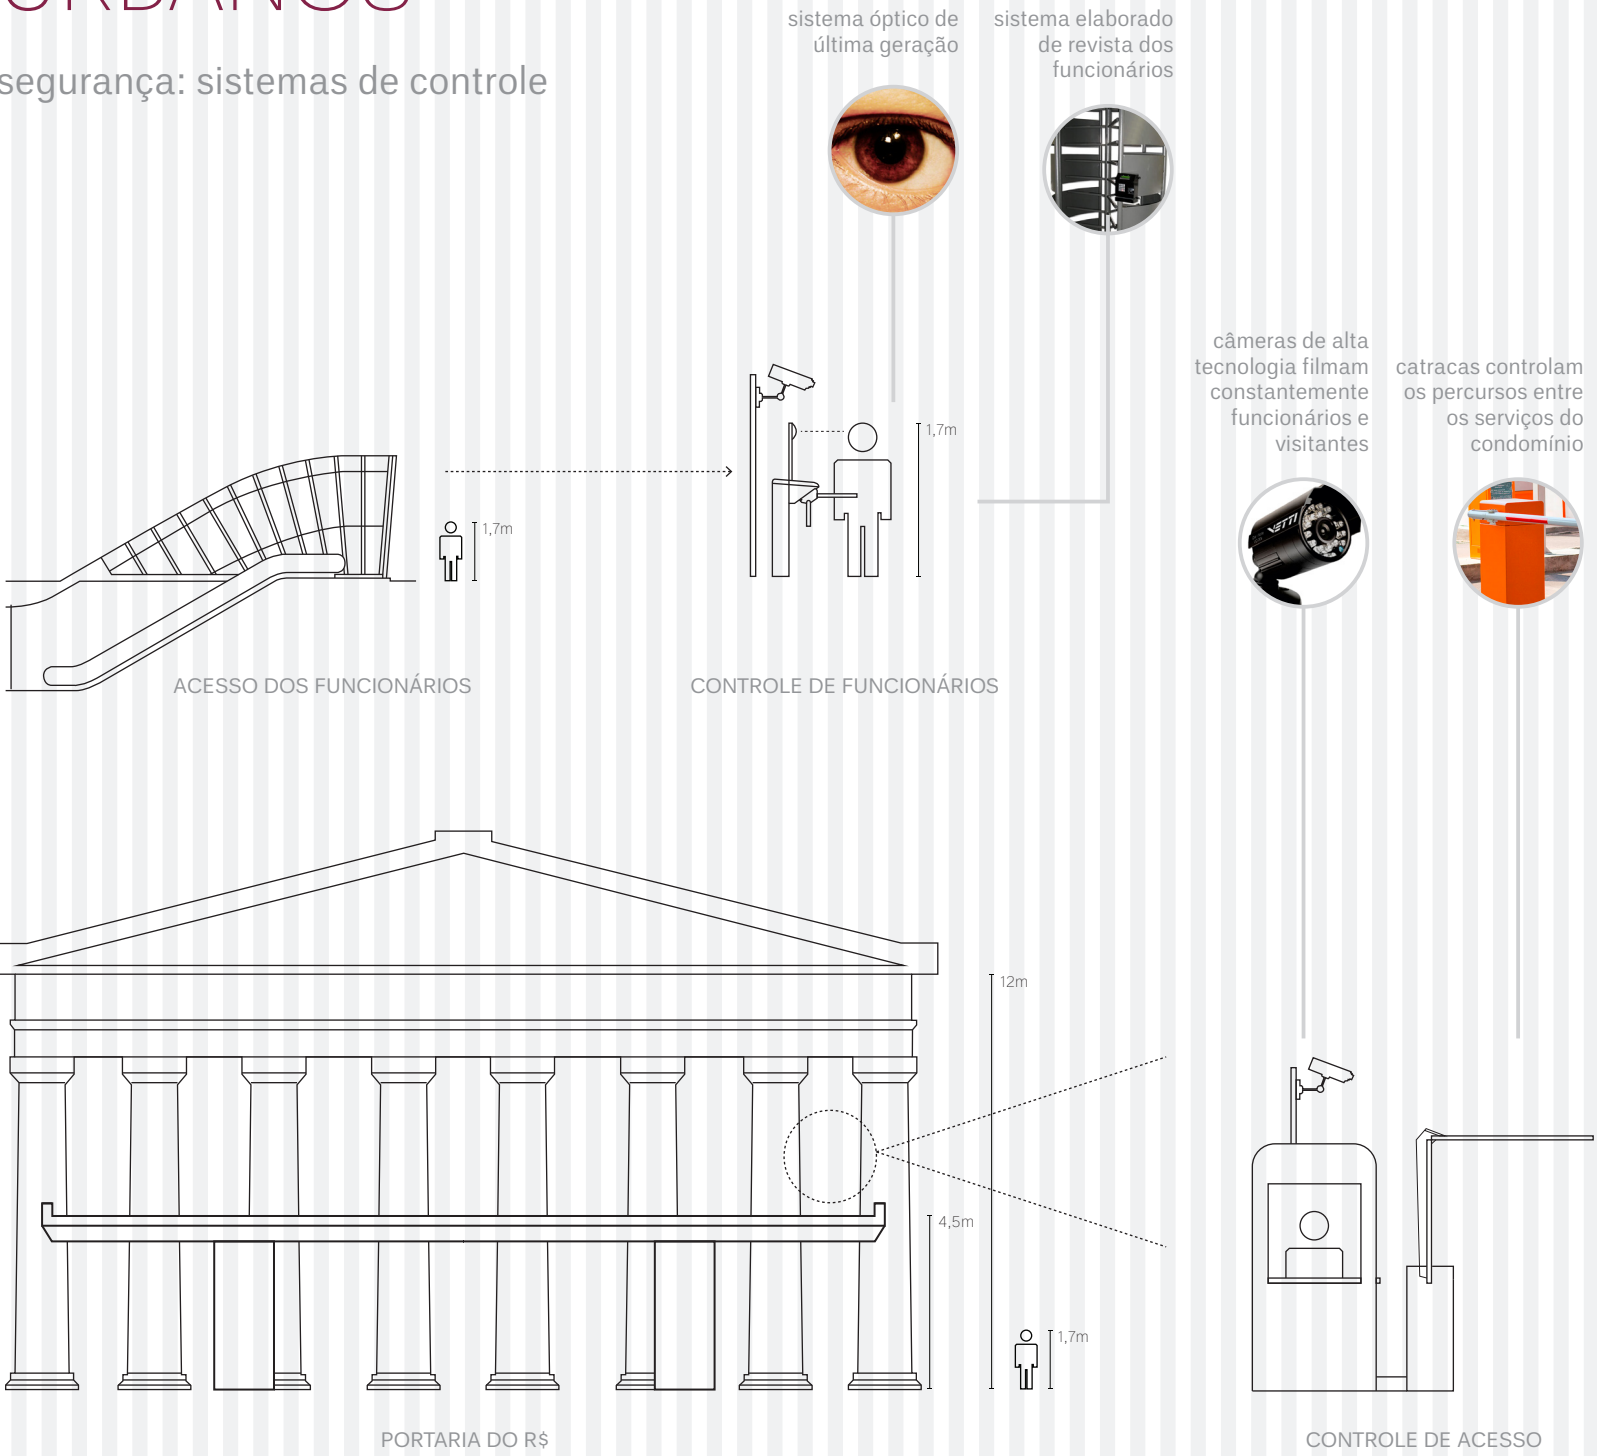 URBANOS
segurança: sistemas de controle
sistema óptico de
última geração
sistema elaborado
de revista dos
funcionários
câmeras de alta
tecnologia filmam
constantemente
funcionários e
visitantes
catracas controlam
os percursos entre
os serviços do
condomínio
VETTI
1,7m
1,7m
ACESSO DOS FUNCIONÁRIOS
CONTROLE DE FUNCIONÁRIOS
12m
4,5m
1,7m
PORTARIA DO R$
CONTROLE DE ACESSO